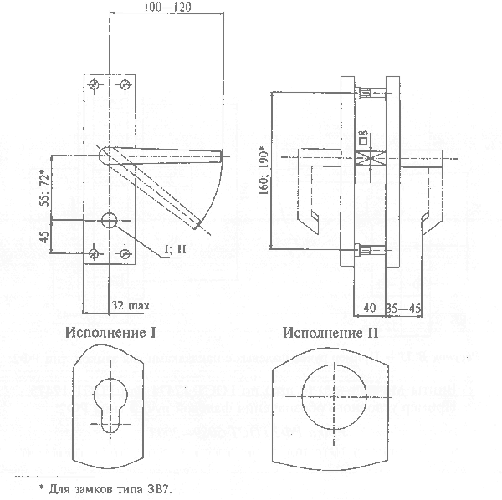 100 120
55; 72*
45
I; II
32 max
160; 190*
□8
40
35—45
Исполнение I
Исполнение II
* Для замков типа ЗВ7.